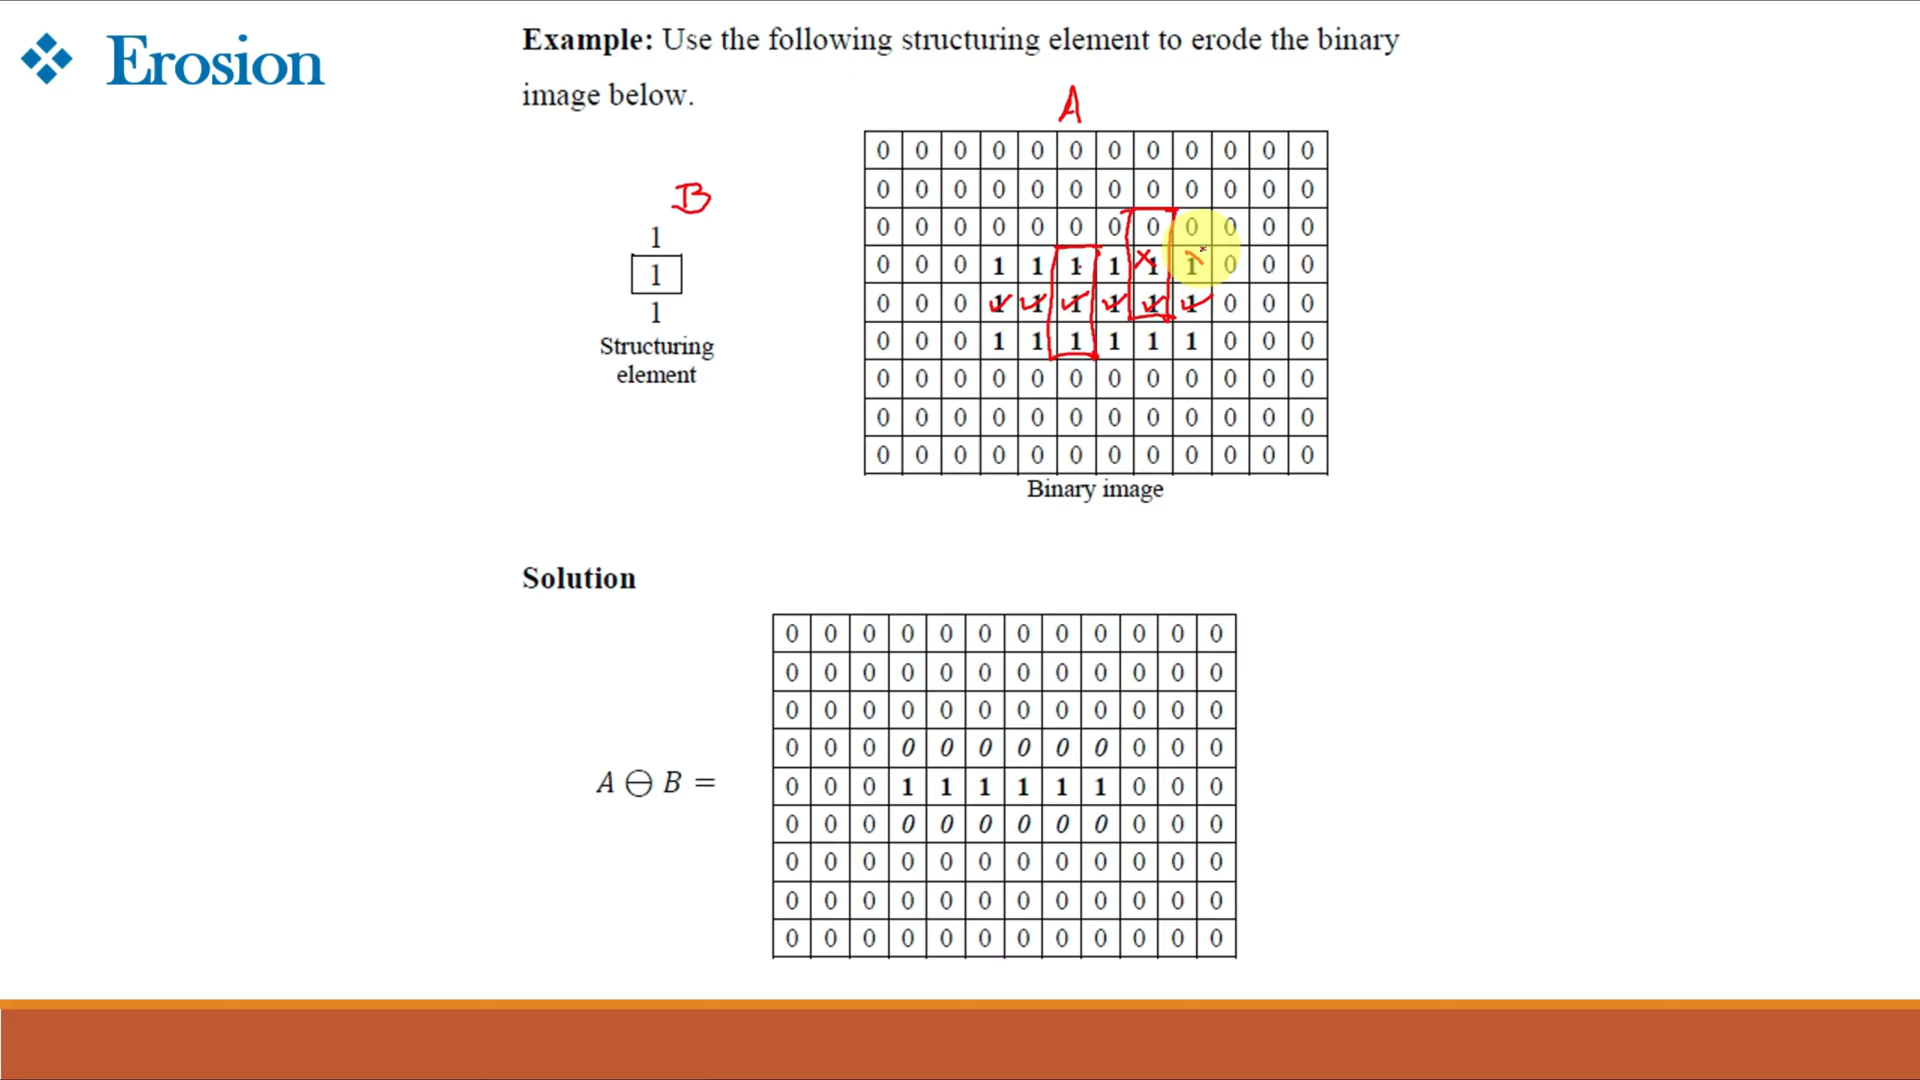 Erosion
Example: Use the following structuring element to erode the binary
image below.
A
B
1
1
1
Structuring
element
0 0 0 0 0 0 0 0 0 0 0 0
0 0 0 0 0 0 0 0 0 0 0 0
0 0 0 0 0 0 0 0 0 0 0 0
0 0 0 1 1 1 1 1 1 0 0 0
0 0 0 1 1 1 1 1 1 0 0 0
0 0 0 1 1 1 1 1 1 0 0 0
0 0 0 0 0 0 0 0 0 0 0 0
0 0 0 0 0 0 0 0 0 0 0 0
0 0 0 0 0 0 0 0 0 0 0 0
Binary image
Solution
A ⊖ B =
0 0 0 0 0 0 0 0 0 0 0 0
0 0 0 0 0 0 0 0 0 0 0 0
0 0 0 0 0 0 0 0 0 0 0 0
0 0 0 0 0 0 0 0 0 0 0 0
0 0 0 1 1 1 1 1 1 0 0 0
0 0 0 0 0 0 0 0 0 0 0 0
0 0 0 0 0 0 0 0 0 0 0 0
0 0 0 0 0 0 0 0 0 0 0 0
0 0 0 0 0 0 0 0 0 0 0 0